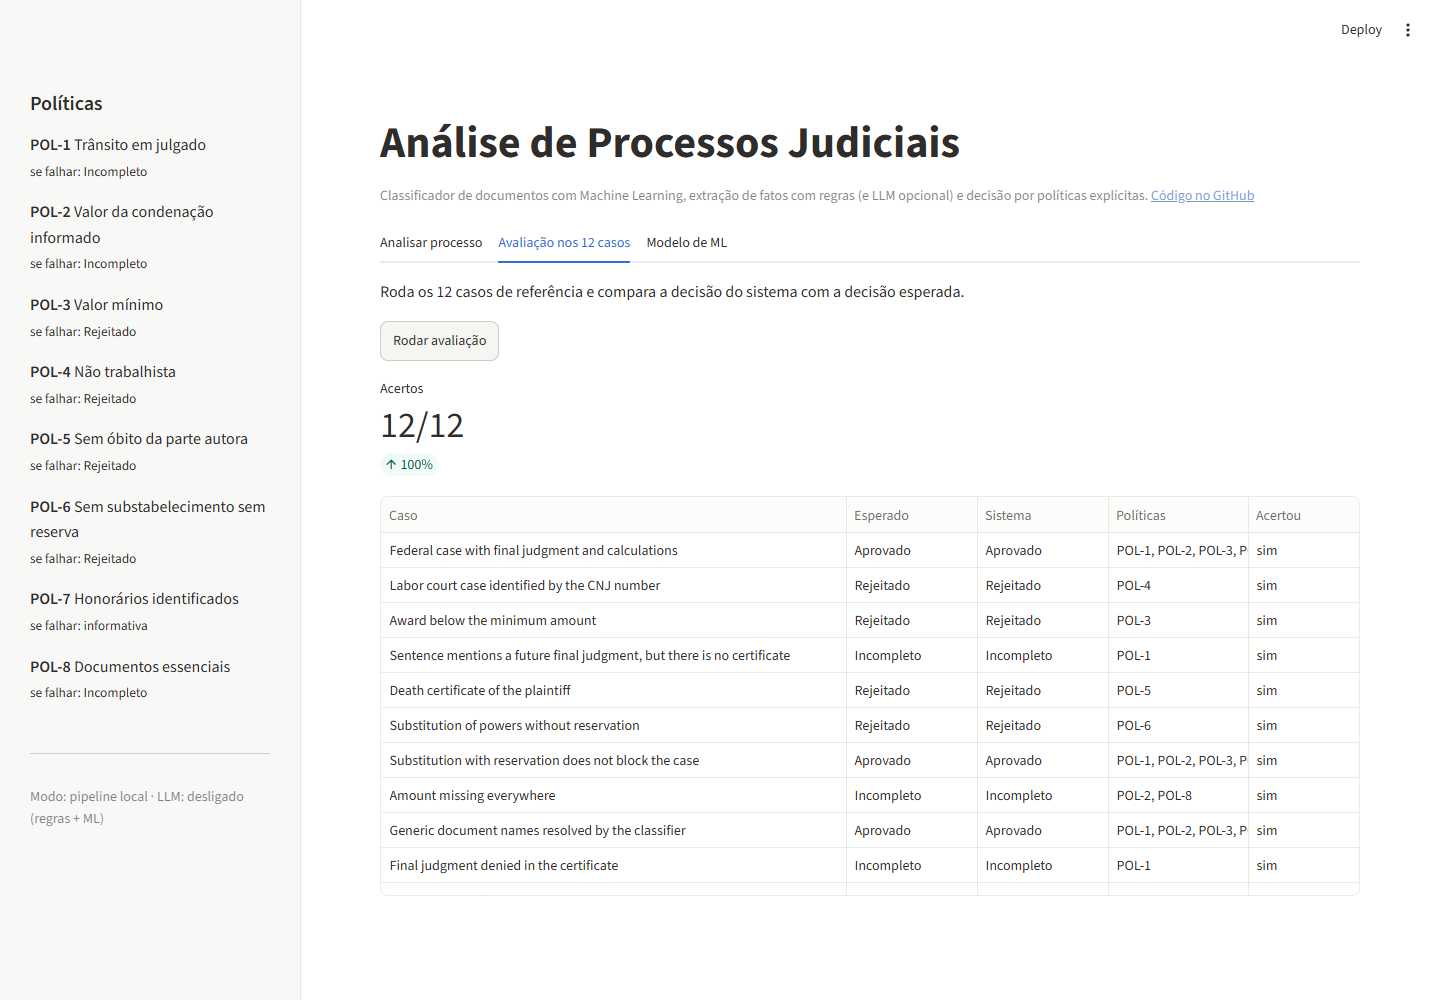 Deploy
Políticas
POL-1 Trânsito em julgado
se falhar: Incompleto
POL-2 Valor da condenação
informado
se falhar: Incompleto
POL-3 Valor mínimo
se falhar: Rejeitado
POL-4 Não trabalhista
se falhar: Rejeitado
POL-5 Sem óbito da parte autora
se falhar: Rejeitado
POL-6 Sem substabelecimento sem
reserva
se falhar: Rejeitado
POL-7 Honorários identificados
se falhar: informativa
POL-8 Documentos essenciais
se falhar: Incompleto
Modo: pipeline local · LLM: desligado
(regras + ML)
Análise de Processos Judiciais
Classificador de documentos com Machine Learning, extração de fatos com regras (e LLM opcional) e decisão por políticas explícitas. Código no GitHub
Analisar processo Avaliação nos 12 casos Modelo de ML
Roda os 12 casos de referência e compara a decisão do sistema com a decisão esperada.
Rodar avaliação
Acertos
12/12
↑ 100%
Caso Esperado Sistema Políticas Acertou
Federal case with final judgment and calculations Aprovado Aprovado POL-1, POL-2, POL-3, P sim
Labor court case identified by the CNJ number Rejeitado Rejeitado POL-4 sim
Award below the minimum amount Rejeitado Rejeitado POL-3 sim
Sentence mentions a future final judgment, but there is no certificate Incompleto Incompleto POL-1 sim
Death certificate of the plaintiff Rejeitado Rejeitado POL-5 sim
Substitution of powers without reservation Rejeitado Rejeitado POL-6 sim
Substitution with reservation does not block the case Aprovado Aprovado POL-1, POL-2, POL-3, P sim
Amount missing everywhere Incompleto Incompleto POL-2, POL-8 sim
Generic document names resolved by the classifier Aprovado Aprovado POL-1, POL-2, POL-3, P sim
Final judgment denied in the certificate Incompleto Incompleto POL-1 sim